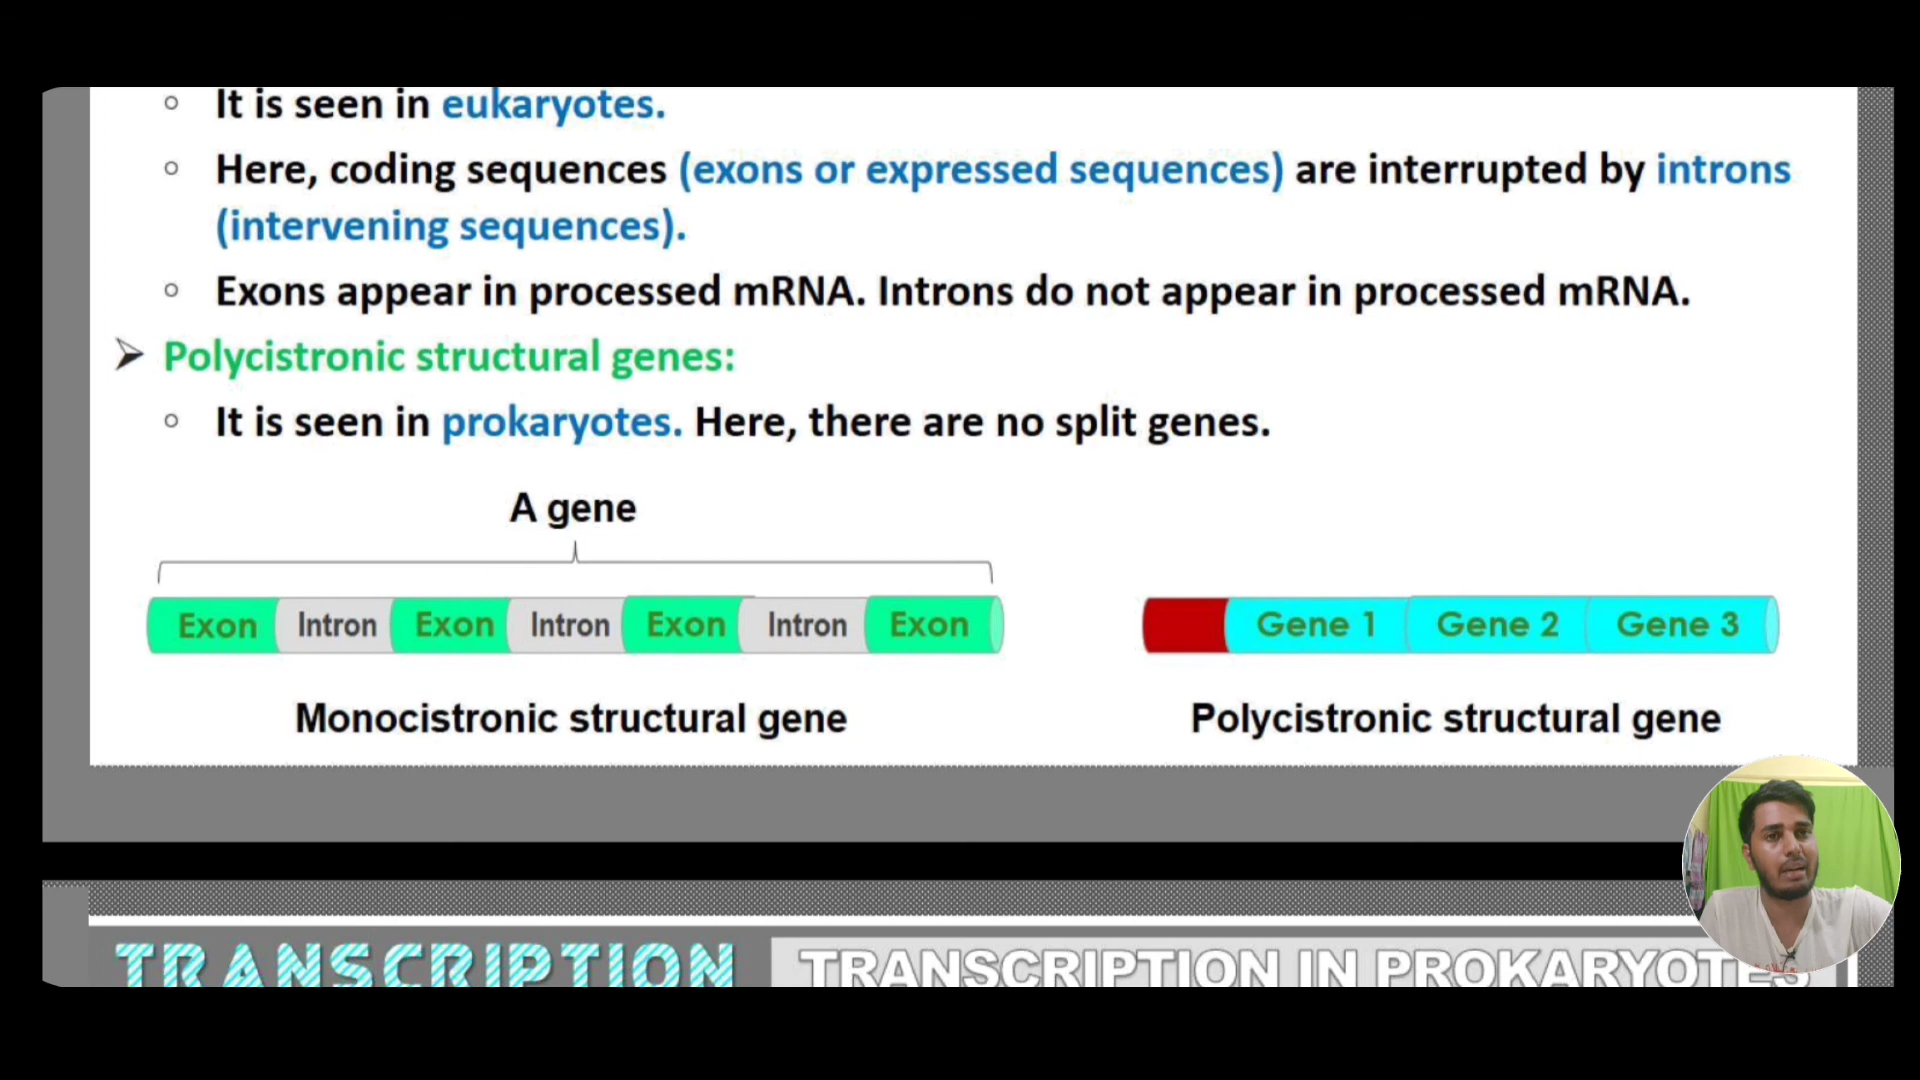 It is seen in eukaryotes.
Here, coding sequences (exons or expressed sequences) are interrupted by introns
(intervening sequences).
Exons appear in processed mRNA. Introns do not appear in processed mRNA.
Polycistronic structural genes:
It is seen in prokaryotes. Here, there are no split genes.
A gene
Exon Intron Exon Intron Exon Intron Exon
Gene 1 Gene 2 Gene 3
Monocistronic structural gene
Polycistronic structural gene
TRANSCRIPTION
TRANSCRIPTION IN PROKARYOTES